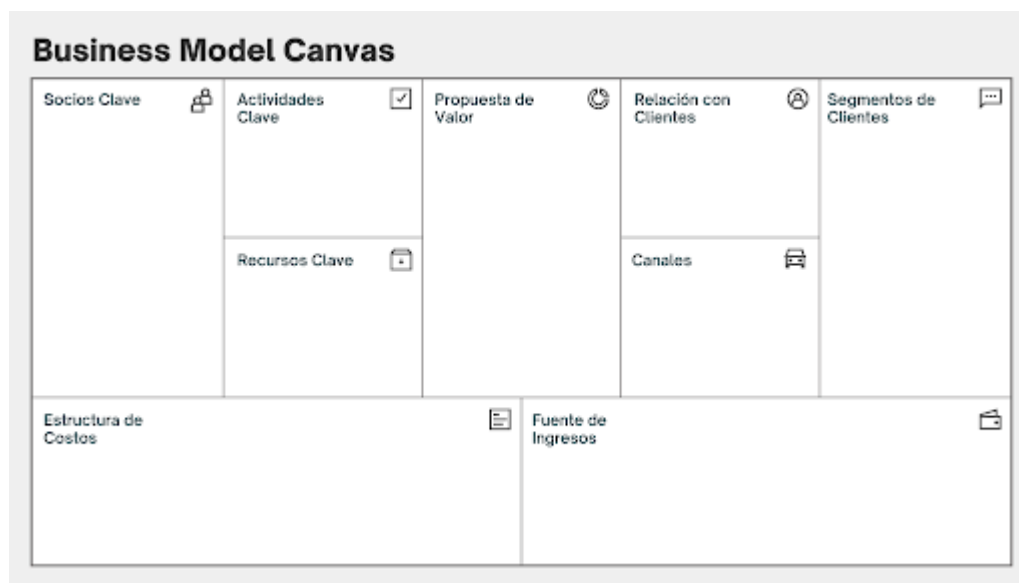 Business Model Canvas
Socios Clave
Actividades
Clave
Propuesta de
Valor
Relación con
Clientes
Segmentos de
Clientes
Recursos Clave
Canales
Estructura de
Costos
Fuente de
Ingresos